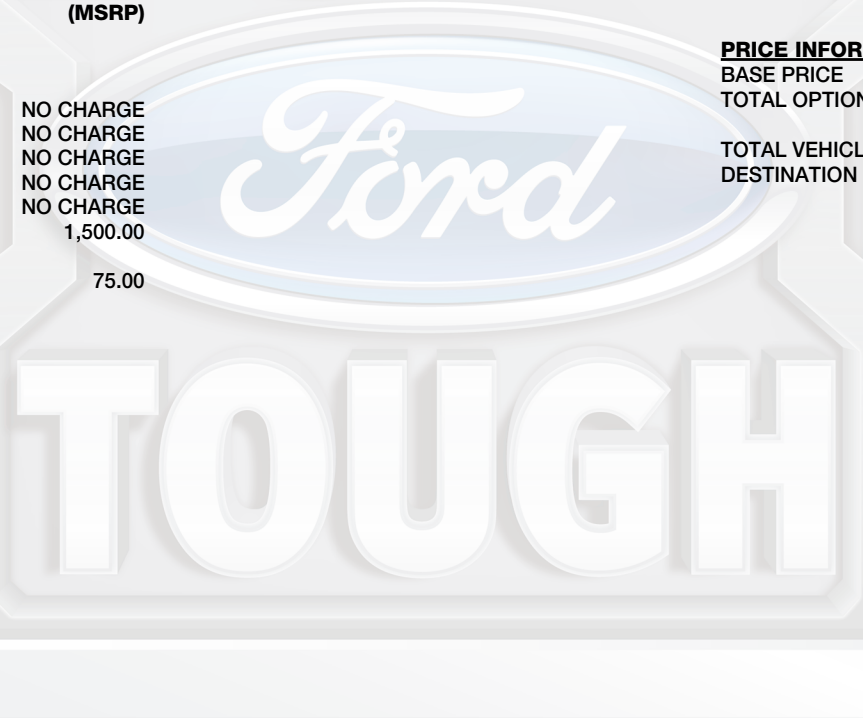 (MSRP)
NO CHARGE
NO CHARGE
NO CHARGE
NO CHARGE
NO CHARGE
1,500.00
75.00
PRICE INFOR
BASE PRICE
TOTAL OPTION
TOTAL VEHICL
DESTINATION
Ford
TOUGH